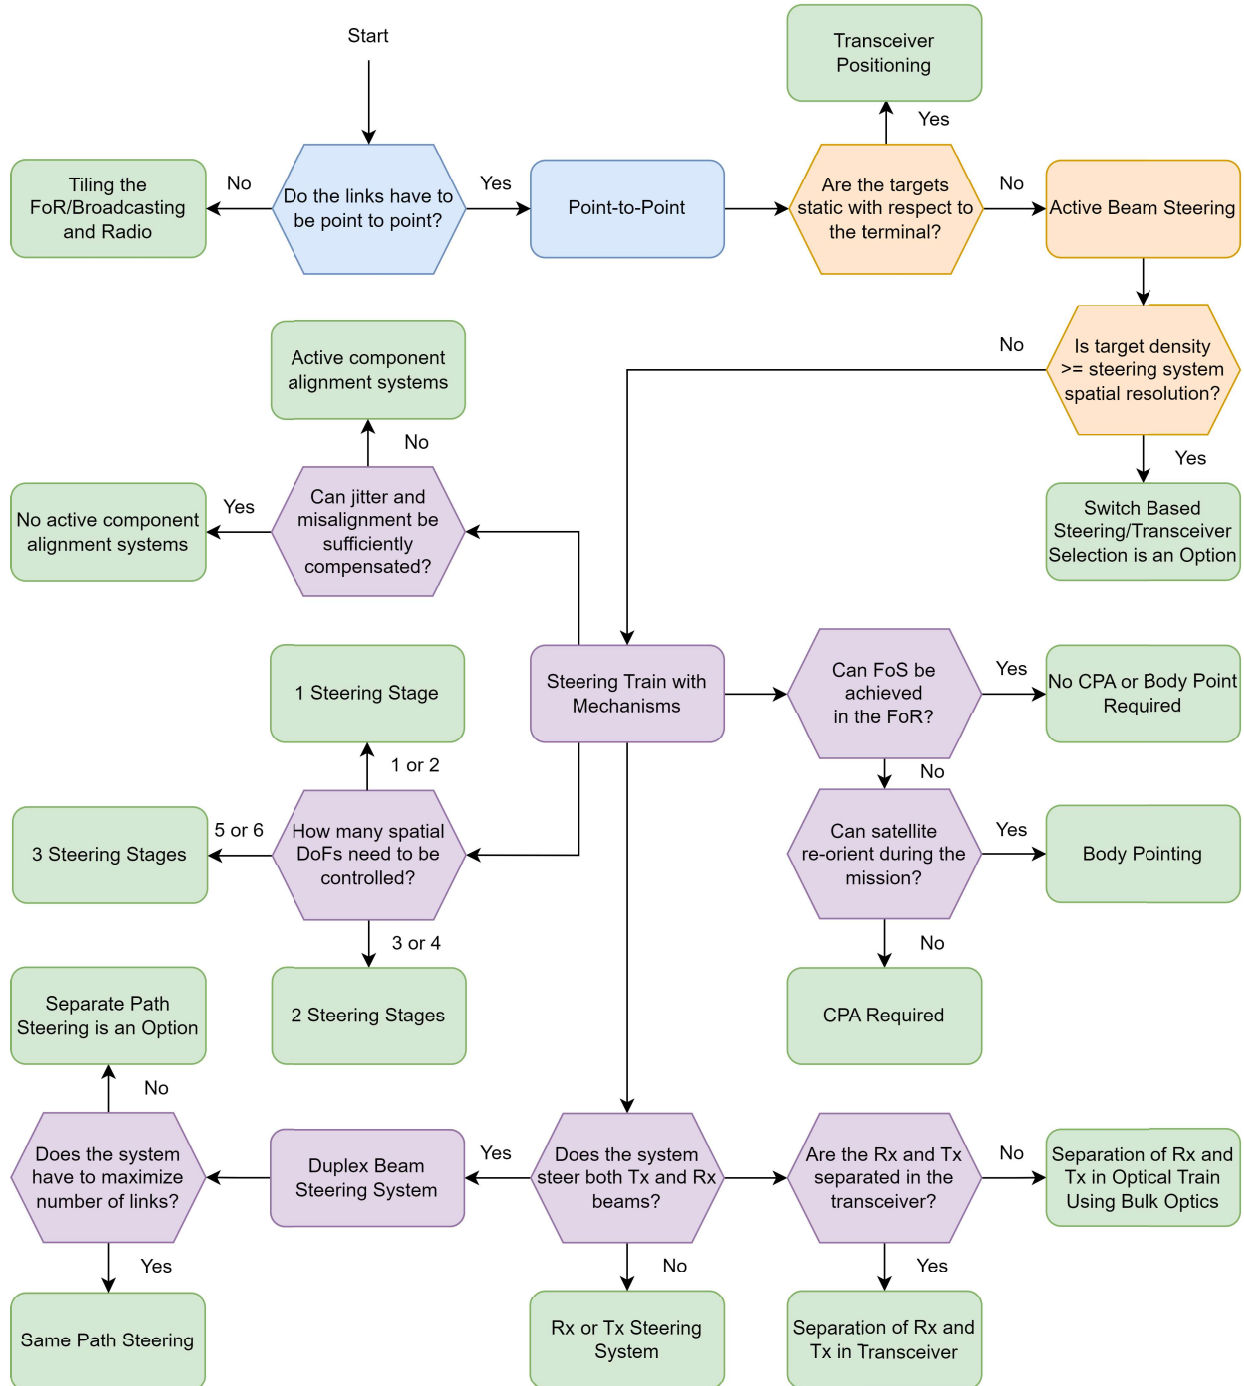 Start
Transceiver
Positioning
Yes
Tiling the
FoR/Broadcasting
and Radio
No
Do the links have to
be point to point?
Yes
Point-to-Point
Are the targets
static with respect to
the terminal?
No
Active Beam Steering
Is target density
>= steering system
spatial resolution?
No
Yes
Switch Based
Steering/Transceiver
Selection is an Option
Active component
alignment systems
No
Can jitter and
misalignment be
sufficiently
compensated?
Yes
No active component
alignment systems
Steering Train with
Mechanisms
Can FoS be
achieved
in the FoR?
Yes
No CPA or Body Point
Required
No
Can satellite
re-orient during the
mission?
Yes
Body Pointing
No
CPA Required
1 Steering Stage
1 or 2
How many spatial
DoFs need to be
controlled?
5 or 6
3 Steering Stages
3 or 4
2 Steering Stages
Separate Path
Steering is an Option
No
Does the system
have to maximize
number of links?
Yes
Same Path Steering
Duplex Beam
Steering System
Yes
Does the system
steer both Tx and Rx
beams?
No
Rx or Tx Steering
System
Are the Rx and Tx
separated in the
transceiver?
No
Separation of Rx and
Tx in Optical Train
Using Bulk Optics
Yes
Separation of Rx and
Tx in Transceiver